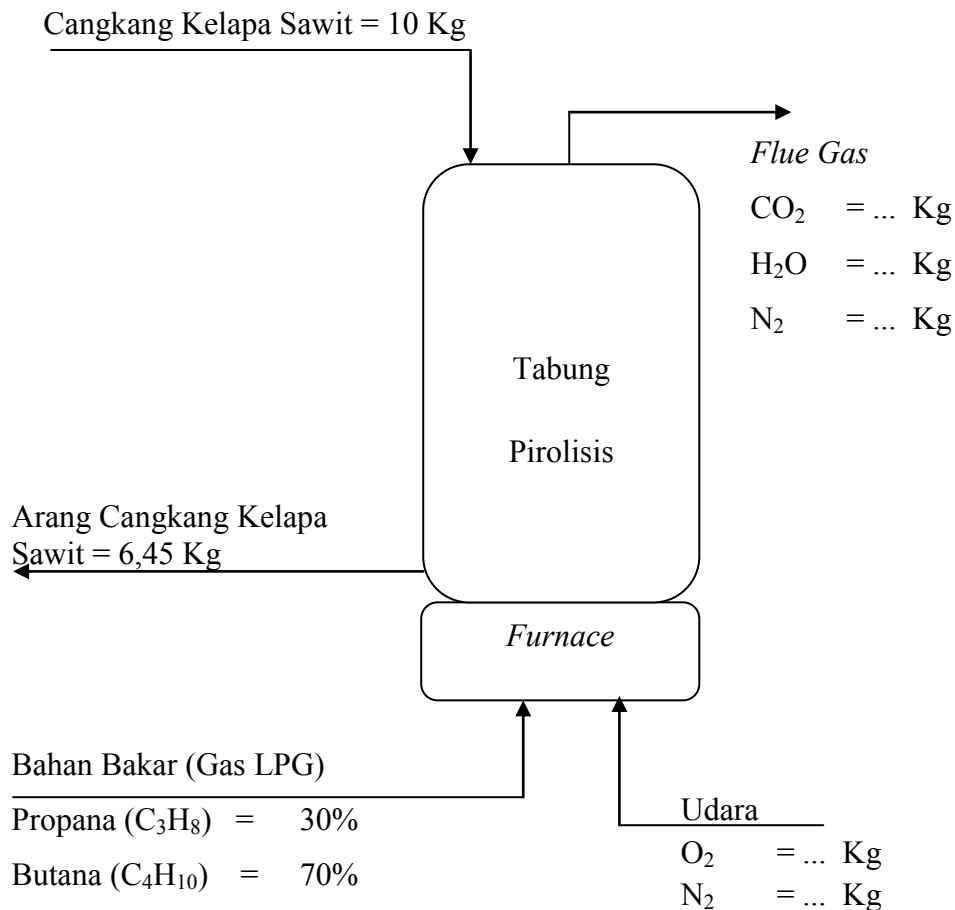 Cangkang Kelapa Sawit = 10 Kg
Flue Gas
CO₂ = ... Kg
H₂O = ... Kg
N₂ = ... Kg
Tabung
Pirolisis
Arang Cangkang Kelapa
Sawit = 6,45 Kg
Furnace
Bahan Bakar (Gas LPG)
Propana (C₃H₈) = 30%
Butana (C₄H₁₀) = 70%
Udara
O₂ = ... Kg
N₂ = ... Kg